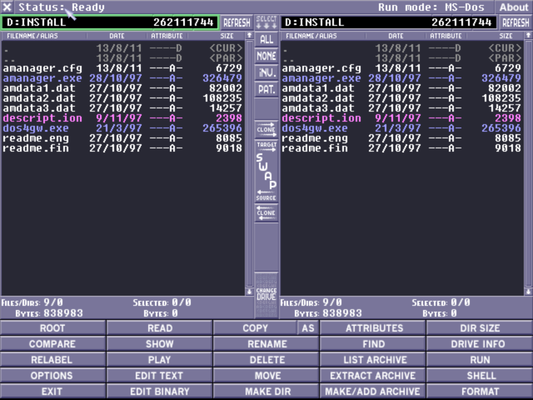 Status: Ready Run mode: MS-Dos About
D:INSTALL 262111744 REFRESH SELECT D:INSTALL 262111744 REFRESH
FILENAME/ALIAS DATE ATTRIBUTE SIZE FILENAME/ALIAS DATE ATTRIBUTE SIZE
. 13/8/11 ----D <CUR> ALL . 13/8/11 ----D <CUR>
.. 13/8/11 ----D <PAR> NONE .. 13/8/11 ----D <PAR>
amanager.cfg 13/8/11 ---A- 6729 INV. amanager.cfg 13/8/11 ---A- 6729
amanager.exe 28/10/97 ---A- 326479 PAT. amanager.exe 28/10/97 ---A- 326479
amdata1.dat 27/10/97 ---A- 82002 amdata1.dat 27/10/97 ---A- 82002
amdata2.dat 27/10/97 ---A- 108235 amdata2.dat 27/10/97 ---A- 108235
amdata3.dat 27/10/97 ---A- 14257 amdata3.dat 27/10/97 ---A- 14257
descript.ion 9/11/97 ---A- 2398 descript.ion 9/11/97 ---A- 2398
dos4gw.exe 21/3/97 ---A- 265396 CLONE dos4gw.exe 21/3/97 ---A- 265396
readme.eng 27/10/97 ---A- 8085 readme.eng 27/10/97 ---A- 8085
readme.fin 27/10/97 ---A- 9018 TARGET readme.fin 27/10/97 ---A- 9018
SWAP
SOURCE
CLONE
CHANGE
DRIVE
FILES/DIRS: 9/0 SELECTED: 0/0 FILES/DIRS: 9/0 SELECTED: 0/0
BYTES: 838983 BYTES: 0 BYTES: 838983 BYTES: 0
ROOT READ COPY AS ATTRIBUTES DIR SIZE
COMPARE SHOW RENAME FIND DRIVE INFO
RELABEL PLAY DELETE LIST ARCHIVE RUN
OPTIONS EDIT TEXT MOVE EXTRACT ARCHIVE SHELL
EXIT EDIT BINARY MAKE DIR MAKE/ADD ARCHIVE FORMAT